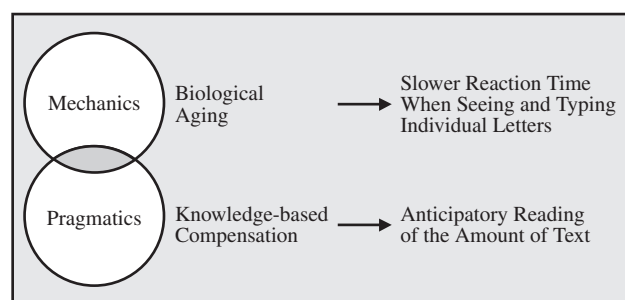 Mechanics
Biological
Aging
Slower Reaction Time
When Seeing and Typing
Individual Letters
Pragmatics
Knowledge-based
Compensation
Anticipatory Reading
of the Amount of Text